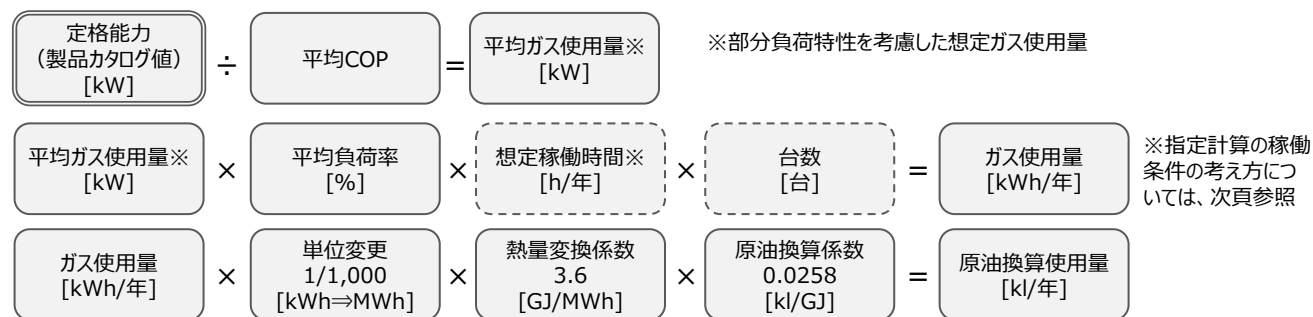 定格能力
(製品カタログ値)
[kW]
÷
平均COP
=
平均ガス使用量※
[kW]
※部分負荷特性を考慮した想定ガス使用量
平均ガス使用量※
[kW]
×
平均負荷率
[%]
×
想定稼働時間※
[h/年]
×
台数
[台]
=
ガス使用量
[kWh/年]
※指定計算の稼働
条件の考え方につ
いては、次頁参照
ガス使用量
[kWh/年]
×
単位変更
1/1,000
[kWh⇒MWh]
×
熱量変換係数
3.6
[GJ/MWh]
×
原油換算係数
0.0258
[kl/GJ]
=
原油換算使用量
[kl/年]